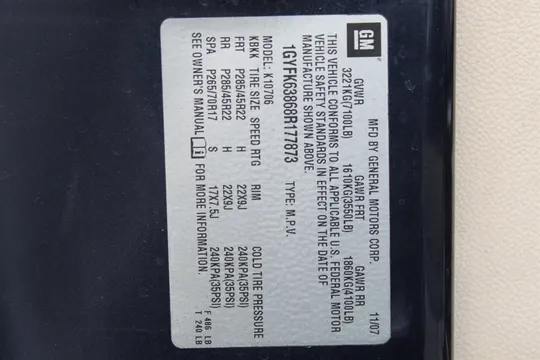 GM
MFD BY GENERAL MOTORS CORP. 11/07
GVWR GAWR FRT GAWR RR
3221KG(7100LB) 1610KG(3550LB) 1860KG(4100LB)
THIS VEHICLE CONFORMS TO ALL APPLICABLE U.S. FEDERAL MOTOR
VEHICLE SAFETY STANDARDS IN EFFECT ON THE DATE OF
MANUFACTURE SHOWN ABOVE.
1GYFK63868R177873 TYPE: M.P.V.
MODEL: K10706
KBKK TIRE SIZE SPEED RTG RIM COLD TIRE PRESSURE
FRT P285/45R22 H 22X9J 240KPA(35PSI)
RR P285/45R22 H 22X9J 240KPA(35PSI)
SPA P265/70R17 S 17X7.5J 240KPA(35PSI)
SEE OWNER'S MANUAL i FOR MORE INFORMATION.
F 486 LB
T 240 LB